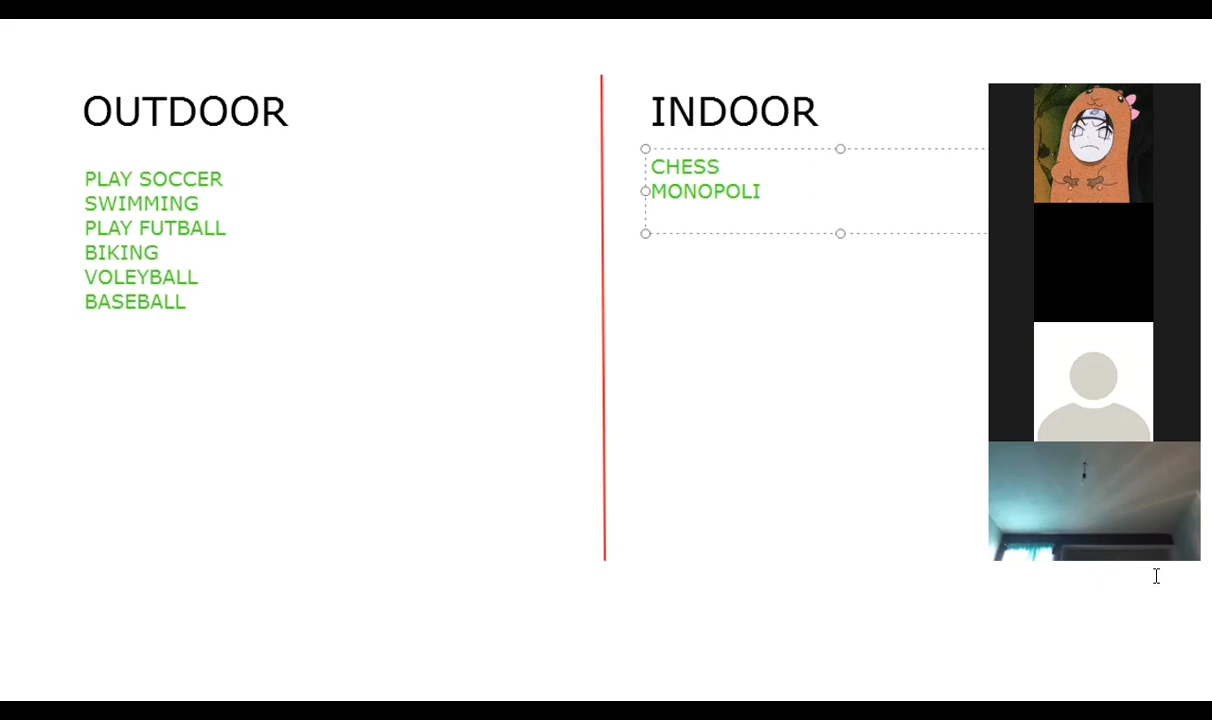 OUTDOOR
PLAY SOCCER
SWIMMING
PLAY FUTBALL
BIKING
VOLEYBALL
BASEBALL
INDOOR
CHESS
MONOPOLI